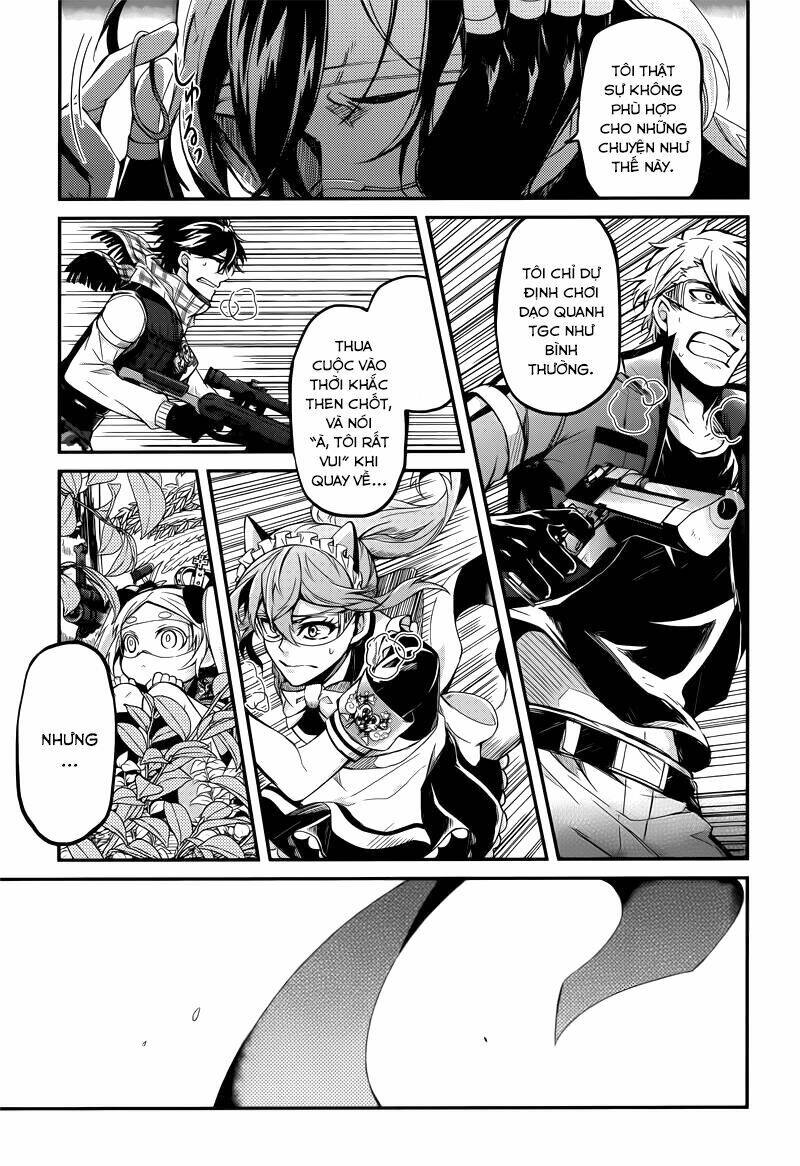 TÔI THẬT
SỰ KHÔNG
PHÙ HỢP
CHO NHỮNG
CHUYỆN NHƯ
THẾ NÀY.
TÔI CHỈ DỰ
ĐỊNH CHƠI
DẠO QUANH
TGC NHƯ
BÌNH
THƯỜNG.
THUA
CUỘC VÀO
THỜI KHẮC
THEN CHỐT,
VÀ NÓI
“À, TÔI RẤT
VUI” KHI
QUAY VỀ...
NHƯNG
...